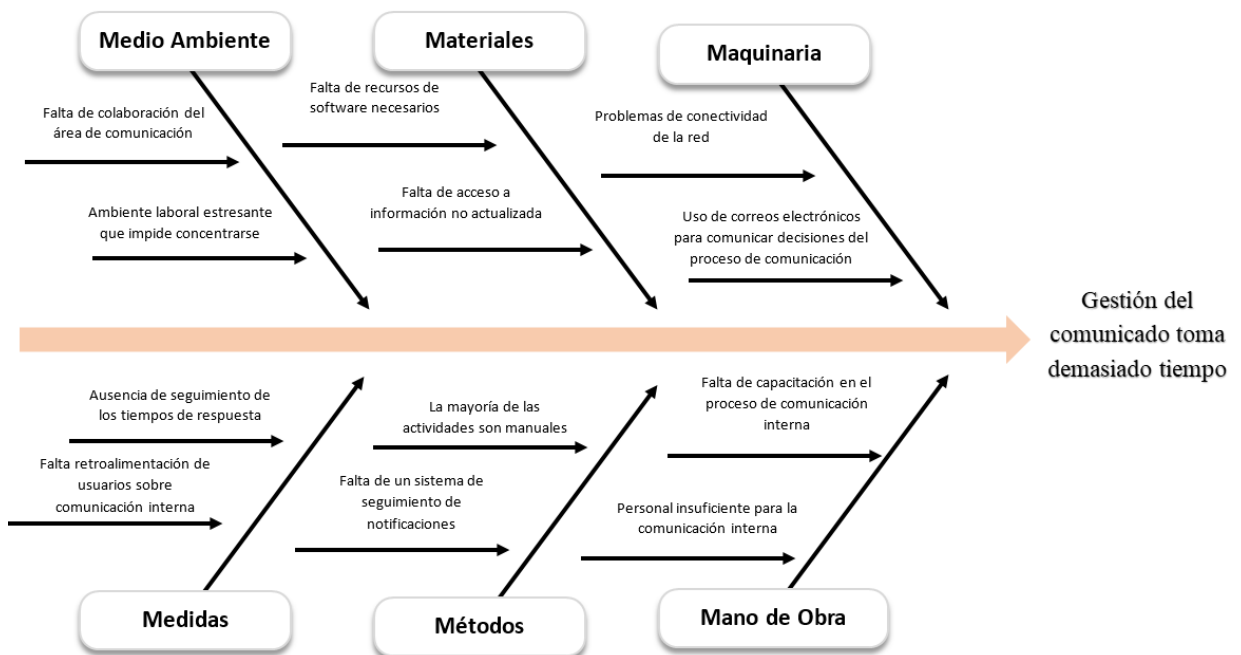 Medio Ambiente
Materiales
Maquinaria
Falta de colaboración del
área de comunicación
Ambiente laboral estresante
que impide concentrarse
Falta de recursos de
software necesarios
Falta de acceso a
información no actualizada
Problemas de conectividad
de la red
Uso de correos electrónicos
para comunicar decisiones del
proceso de comunicación
Gestión del
comunicado toma
demasiado tiempo
Ausencia de seguimiento de
los tiempos de respuesta
Falta retroalimentación de
usuarios sobre
comunicación interna
La mayoría de las
actividades son manuales
Falta de un sistema de
seguimiento de
notificaciones
Falta de capacitación en el
proceso de comunicación
interna
Personal insuficiente para la
comunicación interna
Medidas
Métodos
Mano de Obra